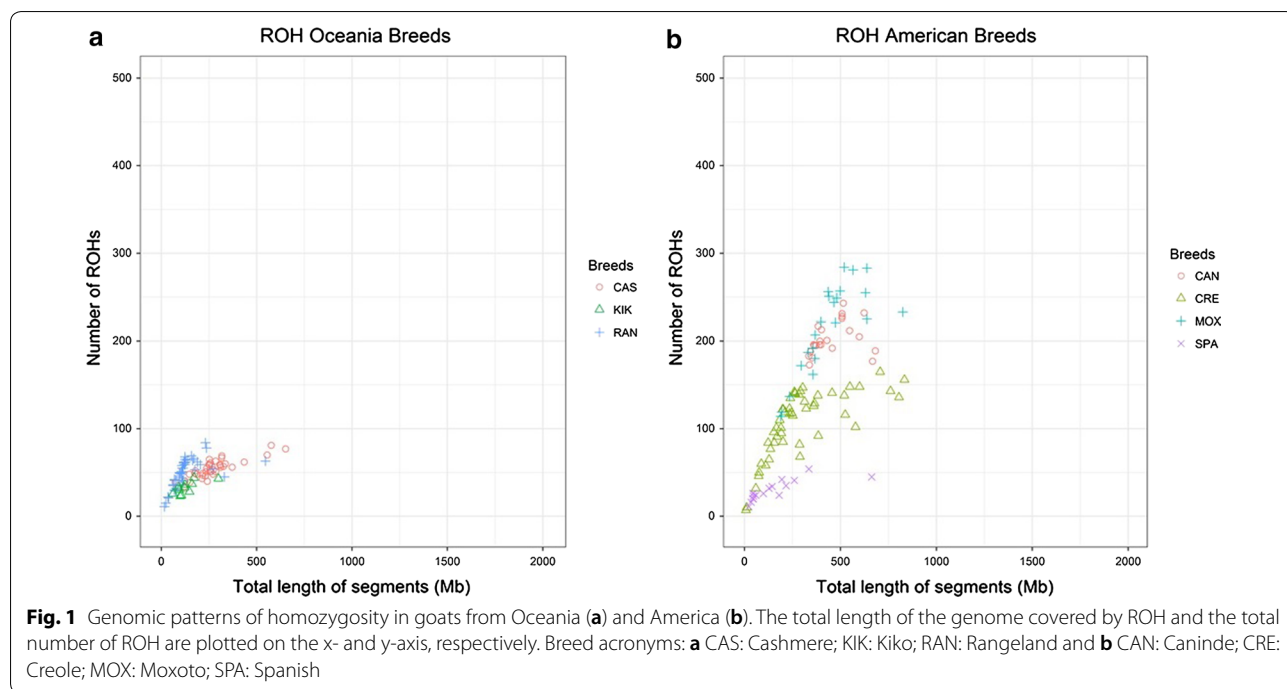 a
ROH Oceania Breeds
500
400
300
200
100
0
Number of ROHs
0 500 1000 1500 2000
Total length of segments (Mb)
Breeds
CAS
KIK
RAN
b
ROH American Breeds
500
400
300
200
100
0
Number of ROHs
0 500 1000 1500 2000
Total length of segments (Mb)
Breeds
CAN
CRE
MOX
SPA
Fig. 1 Genomic patterns of homozygosity in goats from Oceania (a) and America (b). The total length of the genome covered by ROH and the total
number of ROH are plotted on the x- and y-axis, respectively. Breed acronyms: a CAS: Cashmere; KIK: Kiko; RAN: Rangeland and b CAN: Caninde; CRE:
Creole; MOX: Moxoto; SPA: Spanish